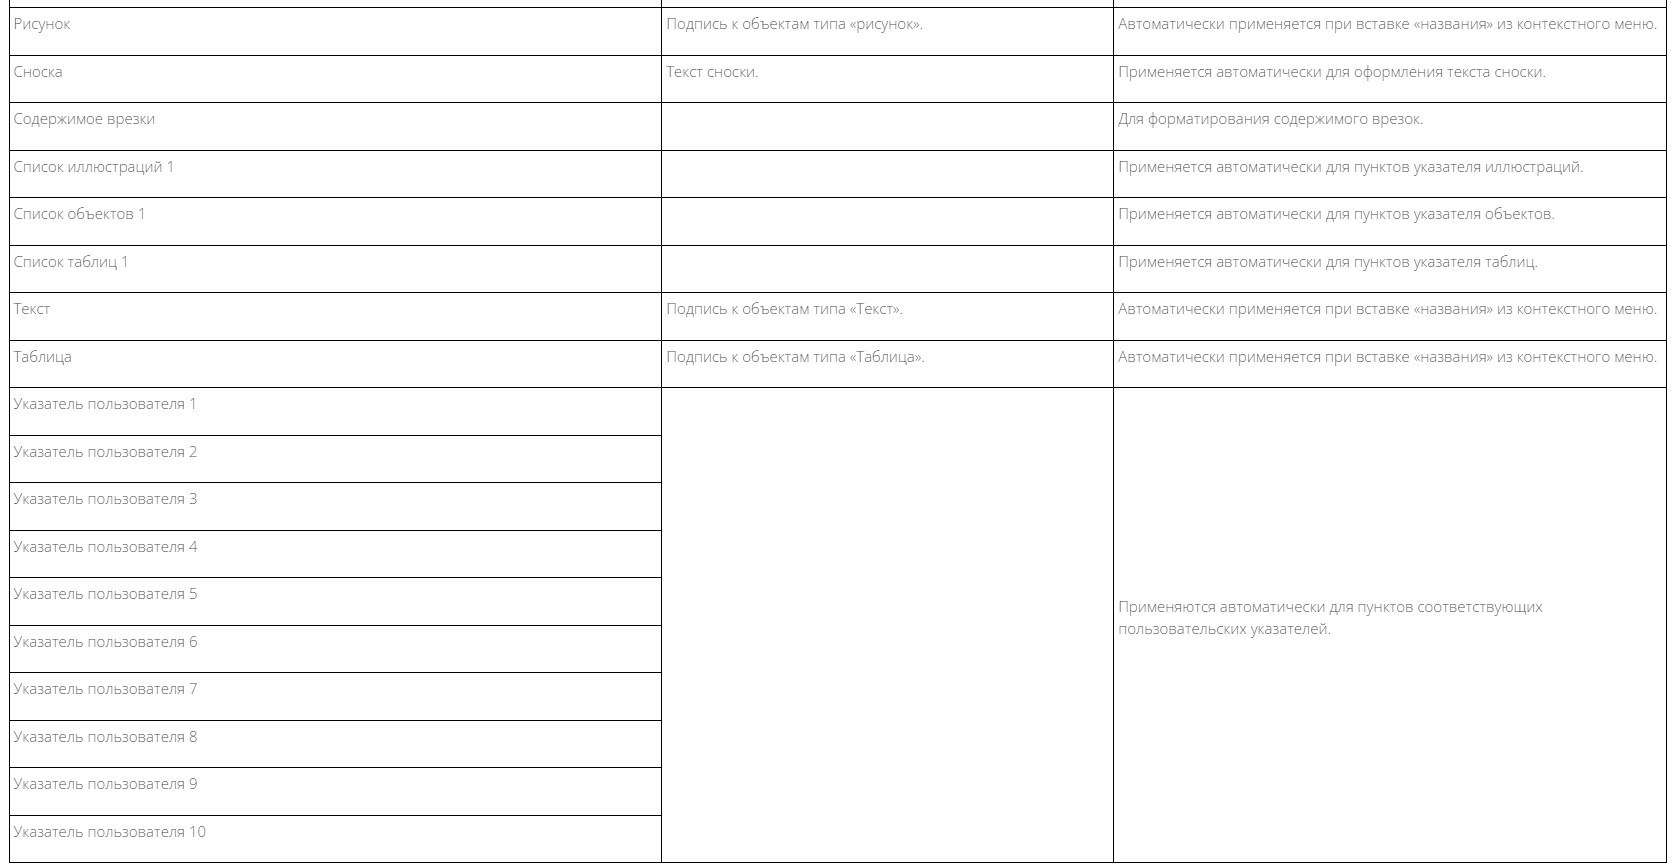 Рисунок
Подпись к объектам типа «рисунок».
Автоматически применяется при вставке «названия» из контекстного меню.
Сноска
Текст сноски.
Применяется автоматически для оформления текста сноски.
Содержимое врезки
Для форматирования содержимого врезок.
Список иллюстраций 1
Применяется автоматически для пунктов указателя иллюстраций.
Список объектов 1
Применяется автоматически для пунктов указателя объектов.
Список таблиц 1
Применяется автоматически для пунктов указателя таблиц.
Текст
Подпись к объектам типа «Текст».
Автоматически применяется при вставке «названия» из контекстного меню.
Таблица
Подпись к объектам типа «Таблица».
Автоматически применяется при вставке «названия» из контекстного меню.
Указатель пользователя 1
Указатель пользователя 2
Указатель пользователя 3
Указатель пользователя 4
Указатель пользователя 5
Указатель пользователя 6
Указатель пользователя 7
Указатель пользователя 8
Указатель пользователя 9
Указатель пользователя 10
Применяются автоматически для пунктов соответствующих
пользовательских указателей.